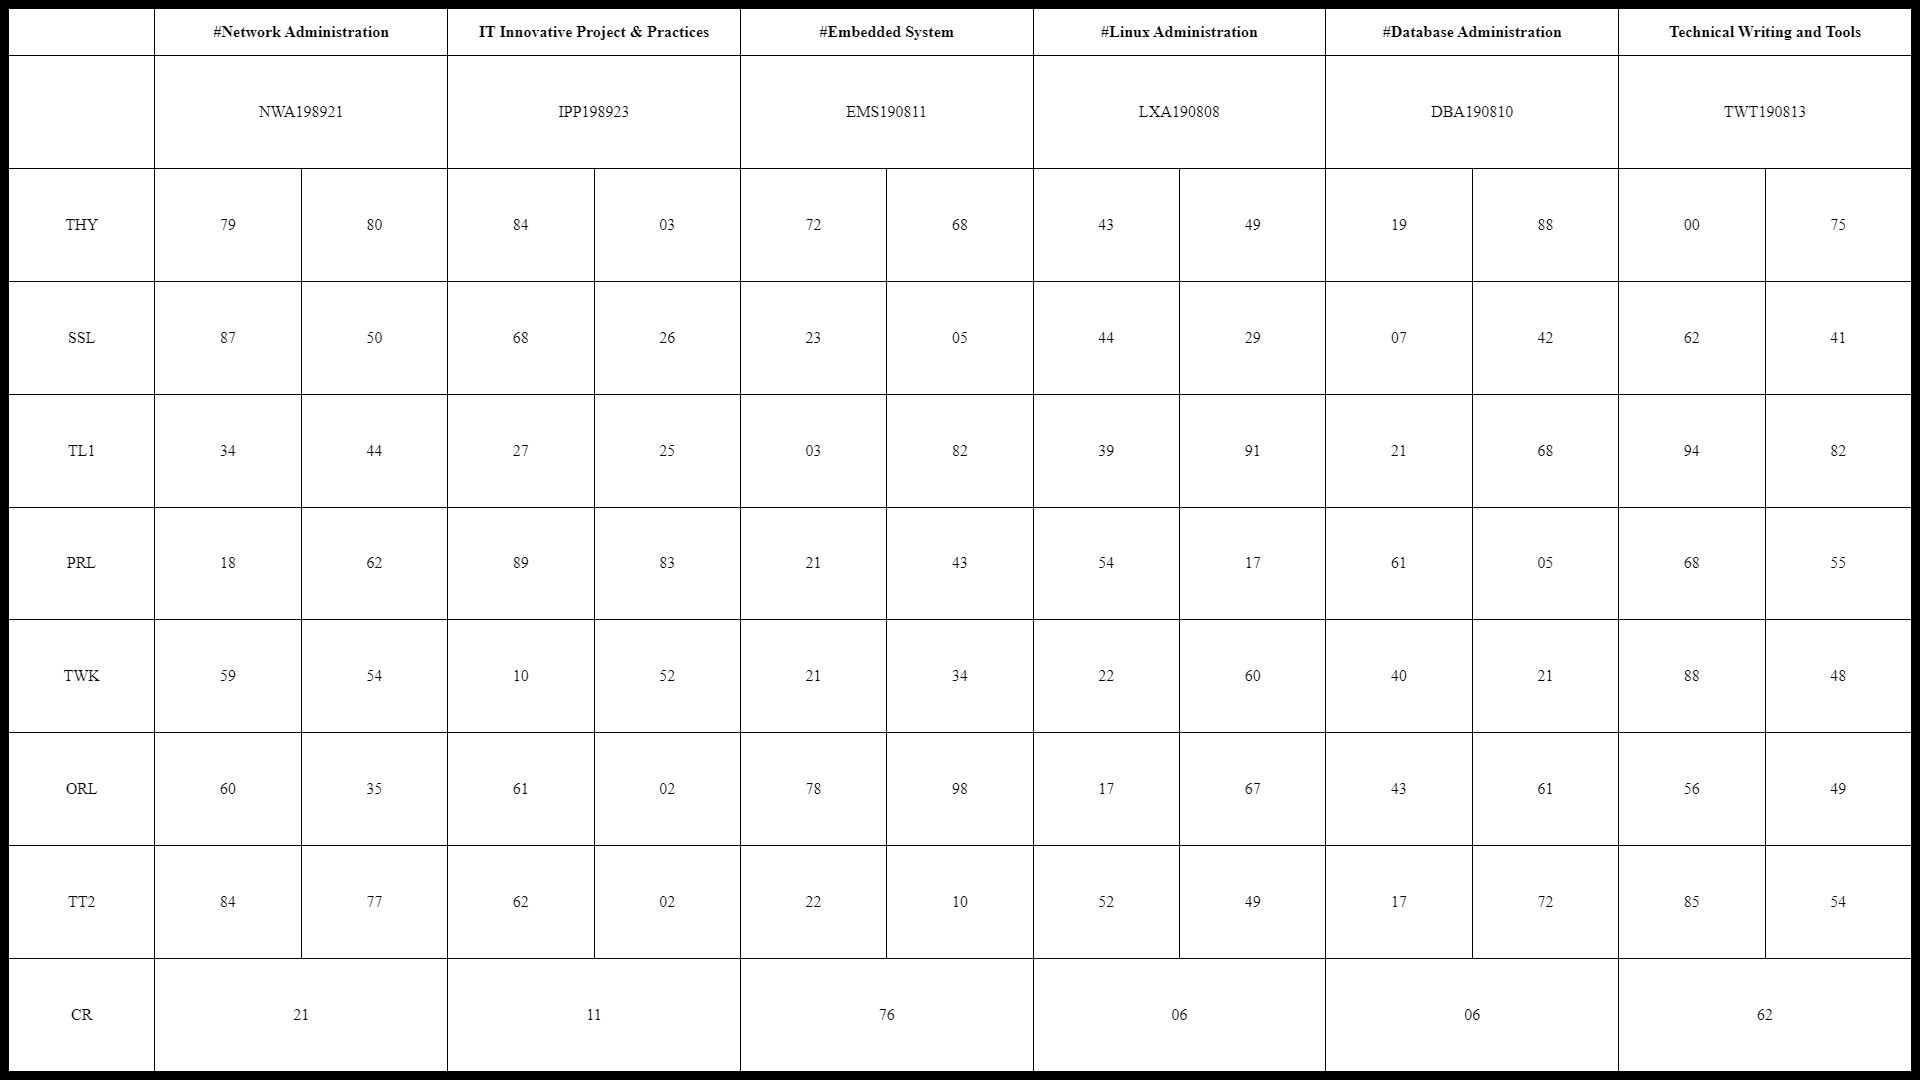 #Network Administration IT Innovative Project & Practices #Embedded System #Linux Administration #Database Administration Technical Writing and Tools
NWA198921 IPP198923 EMS190811 LXA190808 DBA190810 TWT190813
THY 79 80 84 03 72 68 43 49 19 88 00 75
SSL 87 50 68 26 23 05 44 29 07 42 62 41
TL1 34 44 27 25 03 82 39 91 21 68 94 82
PRL 18 62 89 83 21 43 54 17 61 05 68 55
TWK 59 54 10 52 21 34 22 60 40 21 88 48
ORL 60 35 61 02 78 98 17 67 43 61 56 49
TT2 84 77 62 02 22 10 52 49 17 72 85 54
CR 21 11 76 06 06 62